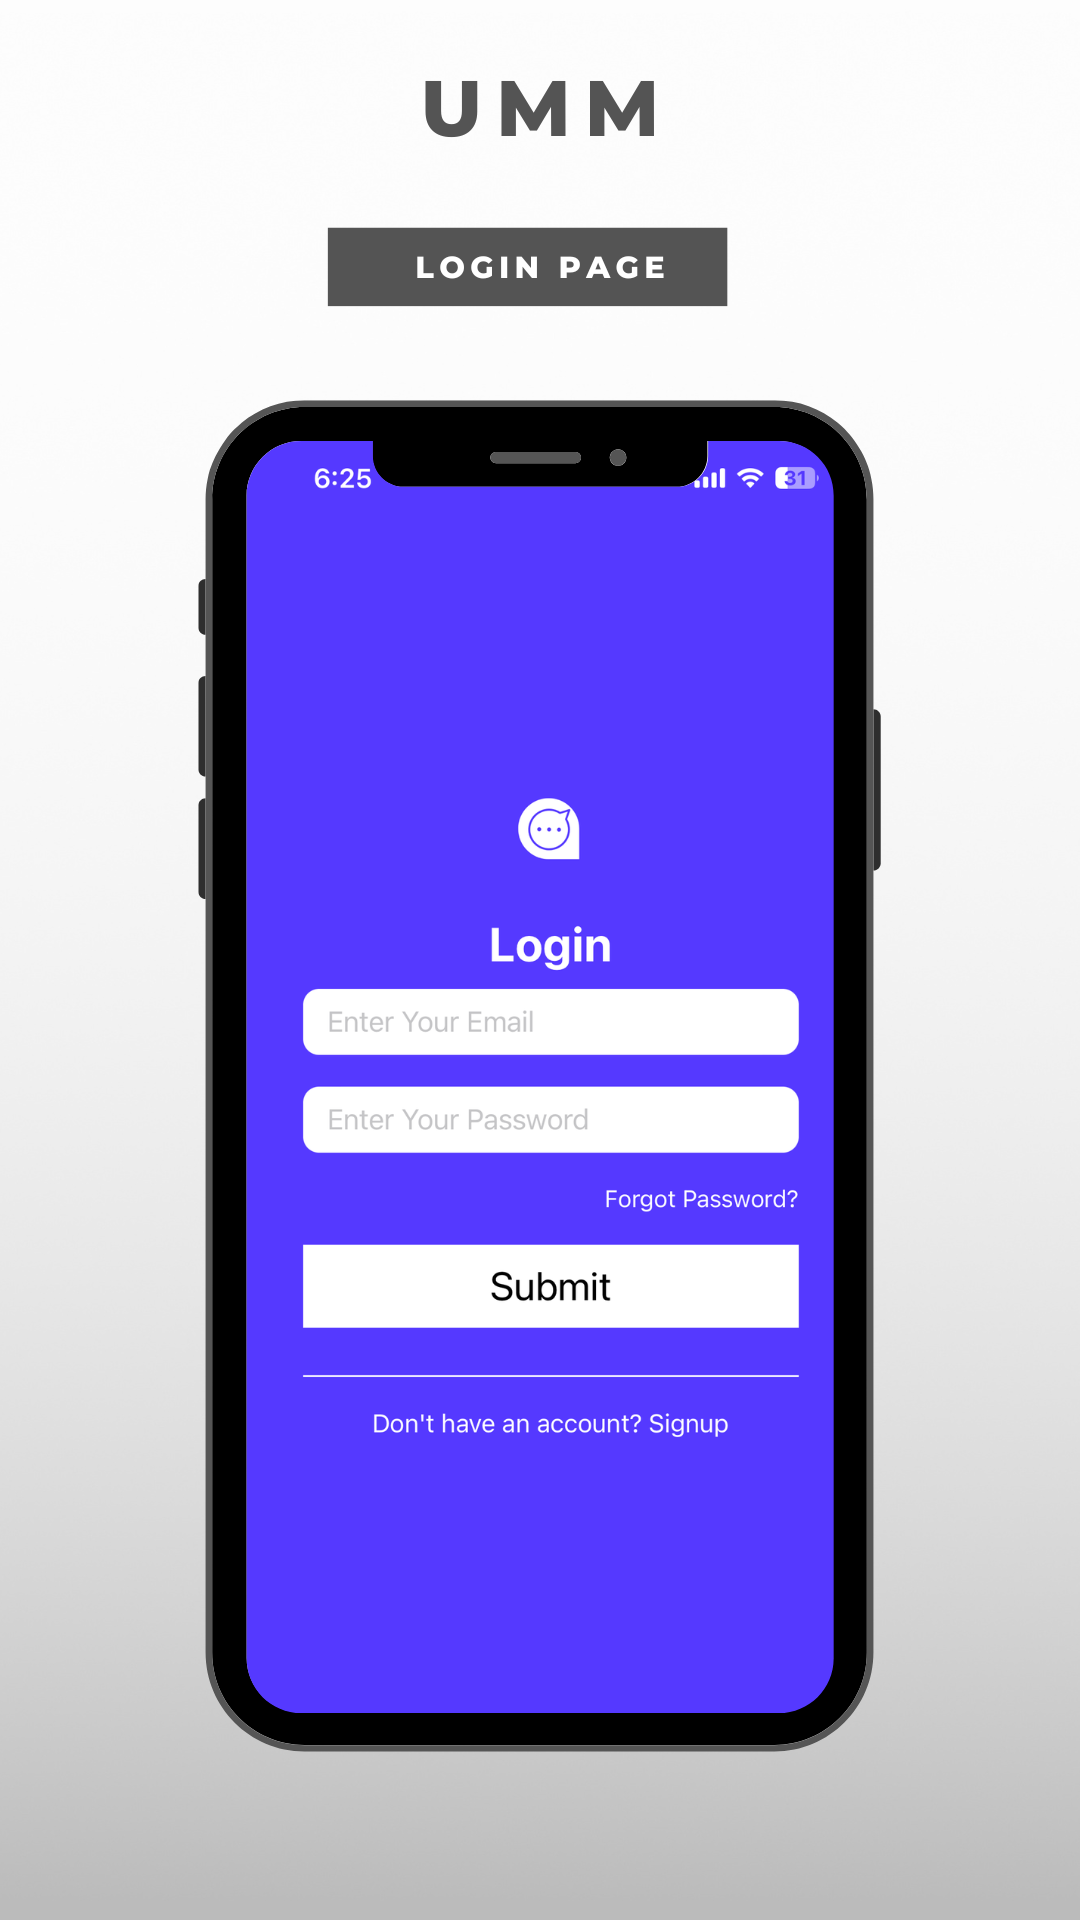 UMM
LOGIN PAGE
6:25
31
Login
Enter Your Email
Enter Your Password
Forgot Password?
Submit
Don't have an account? Signup